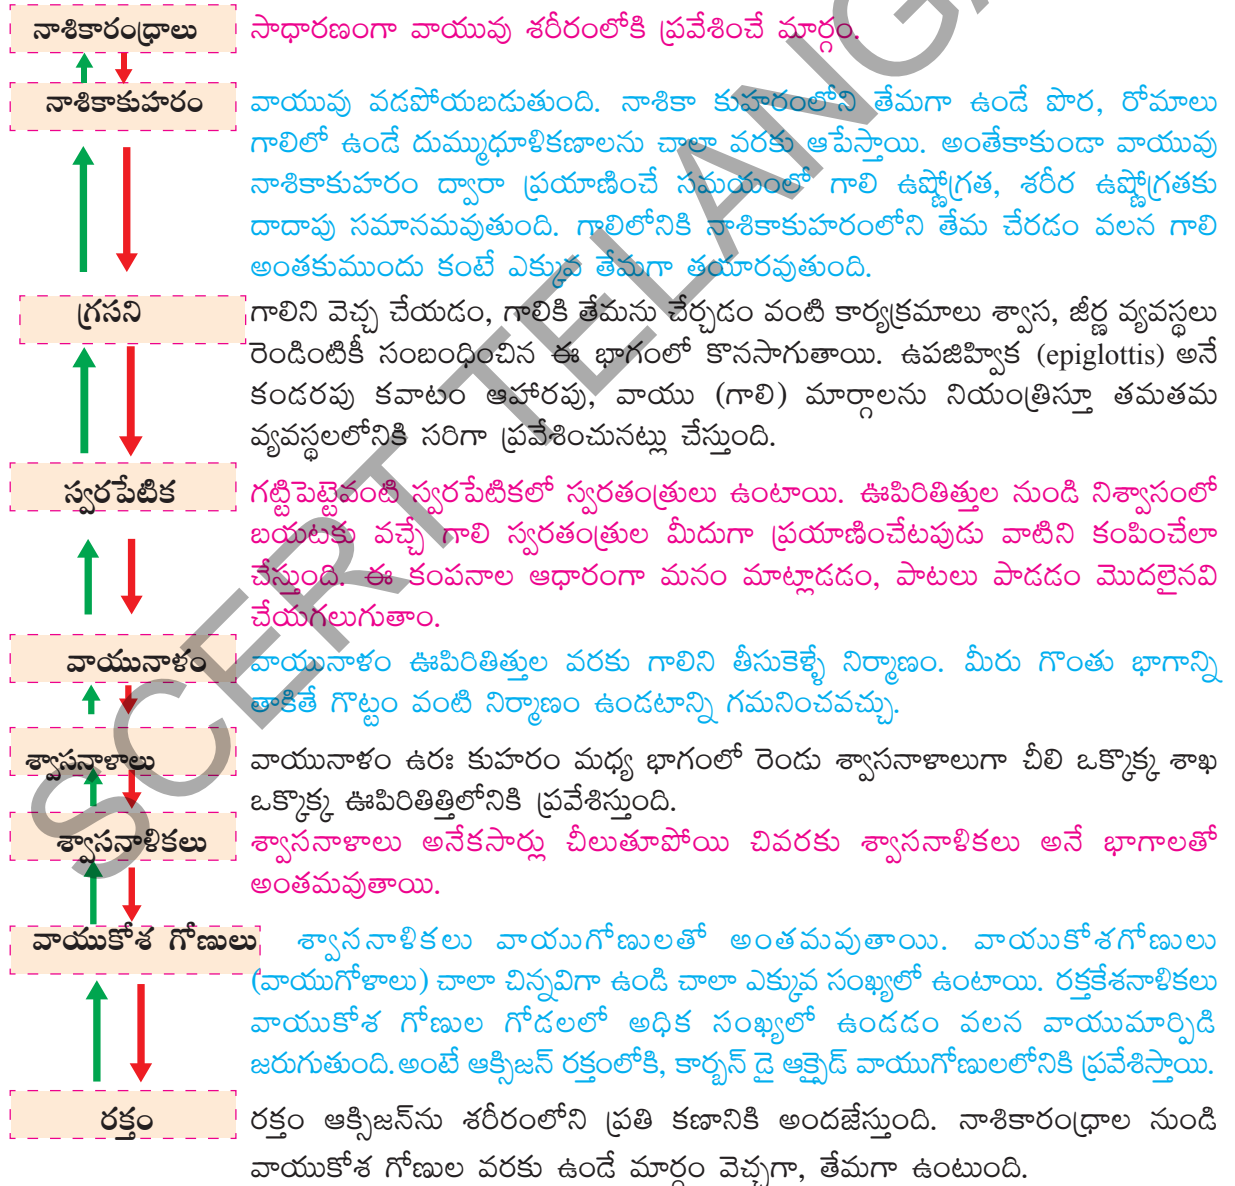 నాశికారంధ్రాలు
సాధారణంగా వాయువు శరీరంలోకి ప్రవేశించే మార్గం.
నాశికాకుహరం
వాయువు వడపోయబడుతుంది. నాశికా కుహరంలోని తేమగా ఉండే పొర, రోమాలు
గాలిలో ఉండే దుమ్ముధూళికణాలను చాలా వరకు ఆపేస్తాయి. అంతేకాకుండా వాయువు
నాశికాకుహరం ద్వారా ప్రయాణించే సమయంలో గాలి ఉష్ణోగ్రత, శరీర ఉష్ణోగ్రతకు
దాదాపు సమానమవుతుంది. గాలిలోనికి నాశికాకుహరంలోని తేమ చేరడం వలన గాలి
అంతకుముందు కంటే ఎక్కువ తేమగా తయారవుతుంది.
గ్రసని
గాలిని వెచ్చ చేయడం, గాలికి తేమను చేర్చడం వంటి కార్యక్రమాలు శ్వాస, జీర్ణ వ్యవస్థలు
రెండింటికీ సంబంధించిన ఈ భాగంలో కొనసాగుతాయి. ఉపజిహ్విక (epiglottis) అనే
కండరపు కవాటం ఆహారపు, వాయు (గాలి) మార్గాలను నియంత్రిస్తూ తమతమ
వ్యవస్థలలోనికి సరిగా ప్రవేశించునట్లు చేస్తుంది.
స్వరపేటిక
గట్టిపెట్టెవంటి స్వరపేటికలో స్వరతంత్రులు ఉంటాయి. ఊపిరితిత్తుల నుండి నిశ్వాసంలో
బయటకు వచ్చే గాలి స్వరతంత్రుల మీదుగా ప్రయాణించేటపుడు వాటిని కంపించేలా
చేస్తుంది. ఈ కంపనాల ఆధారంగా మనం మాట్లాడడం, పాటలు పాడడం మొదలైనవి
చేయగలుగుతాం.
వాయునాళం
వాయునాళం ఊపిరితిత్తుల వరకు గాలిని తీసుకెళ్ళే నిర్మాణం. మీరు గొంతు భాగాన్ని
తాకితే గొట్టం వంటి నిర్మాణం ఉండటాన్ని గమనించవచ్చు.
శ్వాసనాళాలు
వాయునాళం ఉరః కుహరం మధ్య భాగంలో రెండు శ్వాసనాళాలుగా చీలి ఒక్కొక్క శాఖ
ఒక్కొక్క ఊపిరితిత్తిలోనికి ప్రవేశిస్తుంది.
శ్వాసనాళికలు
శ్వాసనాళాలు అనేకసార్లు చీలుతూపోయి చివరకు శ్వాసనాళికలు అనే భాగాలతో
అంతమవుతాయి.
వాయుకోశ గోణులు
శ్వాసనాళికలు వాయుగోణులతో అంతమవుతాయి. వాయుకోశగోణులు
(వాయుగోళాలు) చాలా చిన్నవిగా ఉండి చాలా ఎక్కువ సంఖ్యలో ఉంటాయి. రక్తకేశనాళికలు
వాయుకోశ గోణుల గోడలలో అధిక సంఖ్యలో ఉండడం వలన వాయుమార్పిడి
జరుగుతుంది.అంటే ఆక్సిజన్ రక్తంలోకి, కార్బన్ డై ఆక్సైడ్ వాయుగోణులలోనికి ప్రవేశిస్తాయి.
రక్తం
రక్తం ఆక్సిజన్‌ను శరీరంలోని ప్రతి కణానికి అందజేస్తుంది. నాశికారంధ్రాల నుండి
వాయుకోశ గోణుల వరకు ఉండే మార్గం వెచ్చగా, తేమగా ఉంటుంది.
SCERT TELANGA